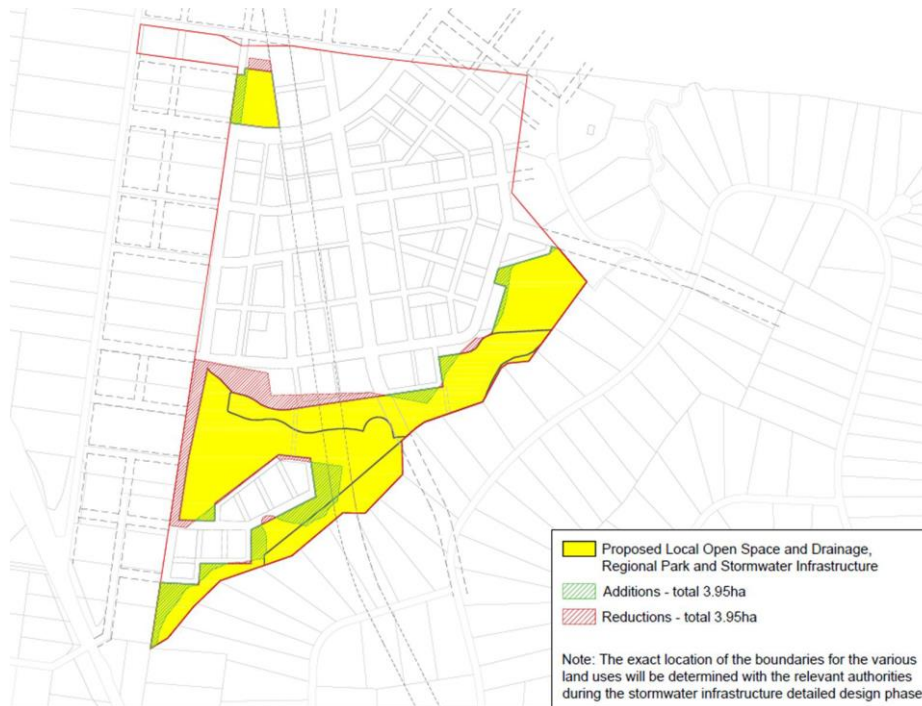 Proposed Local Open Space and Drainage,
Regional Park and Stormwater Infrastructure
Additions - total 3.95ha
Reductions - total 3.95ha
Note: The exact location of the boundaries for the various
land uses will be determined with the relevant authorities
during the stormwater infrastructure detailed design phase